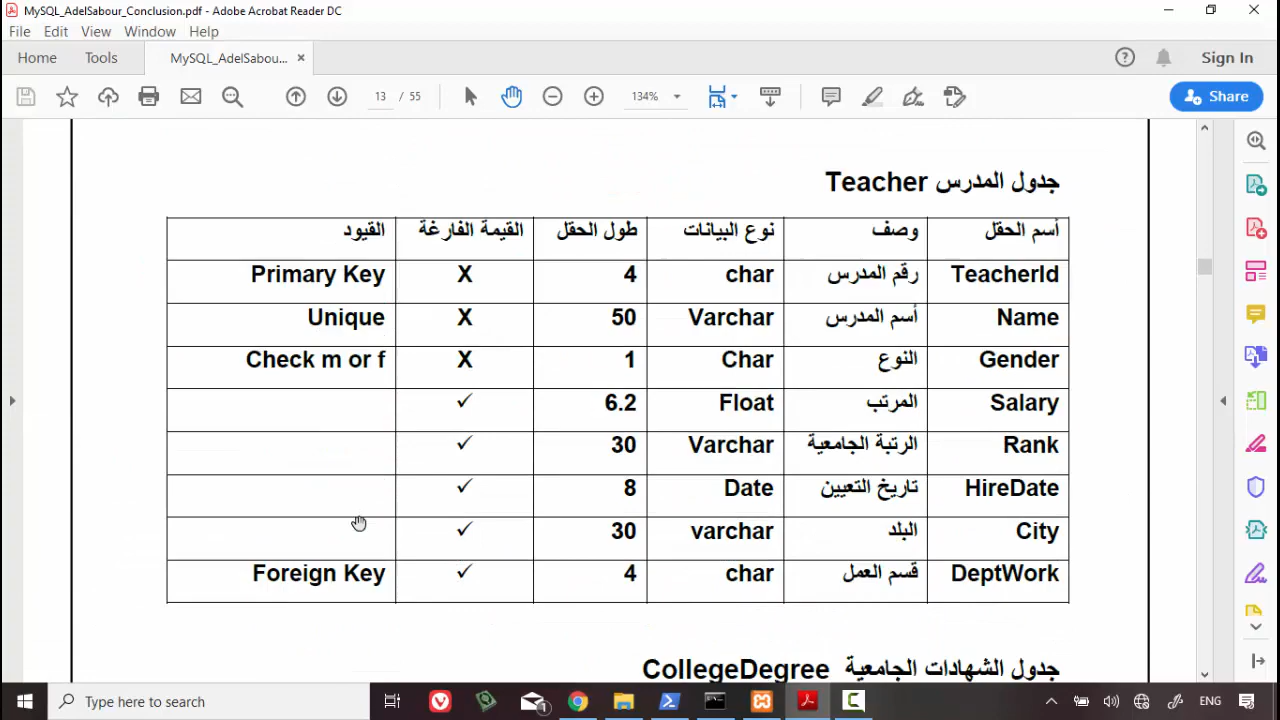 MySQL_AdelSabour_Conclusion.pdf - Adobe Acrobat Reader DC
File Edit View Window Help
Home Tools MySQL_AdelSabou... × Sign In
13 / 55 134% Share
جدول المدرس Teacher
أسم الحقل وصف نوع البيانات طول الحقل القيمة الفارغة القيود
TeacherId رقم المدرس char 4 X Primary Key
Name أسم المدرس Varchar 50 X Unique
Gender النوع Char 1 X Check m or f
Salary المرتب Float 6.2 ✓
Rank الرتبة الجامعية Varchar 30 ✓
HireDate تاريخ التعيين Date 8 ✓
City البلد varchar 30 ✓
DeptWork قسم العمل char 4 ✓ Foreign Key
جدول الشهادات الجامعية CollegeDegree
Type here to search 1 ENG